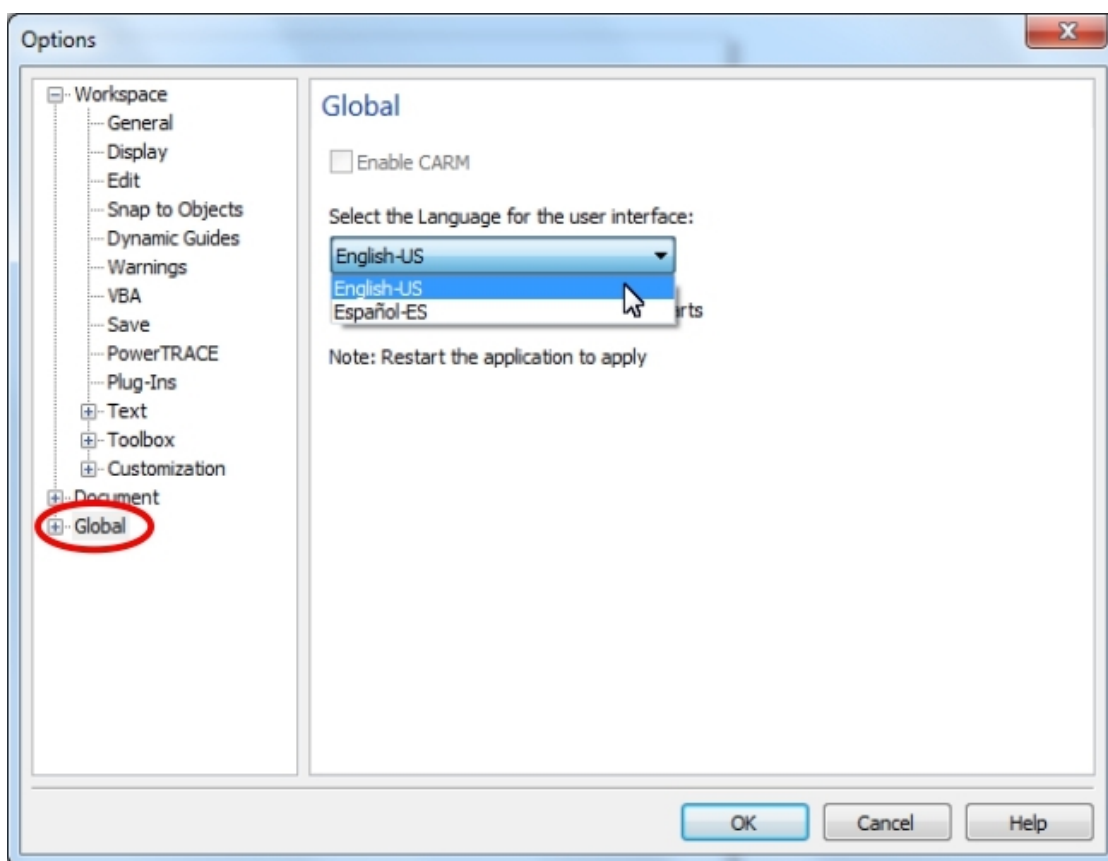 Options
Workspace
General
Display
Edit
Snap to Objects
Dynamic Guides
Warnings
VBA
Save
PowerTRACE
Plug-Ins
Text
Toolbox
Customization
Document
Global
Global
Enable CARM
Select the Language for the user interface:
English-US
English-US
Español-ES
Note: Restart the application to apply
OK Cancel Help